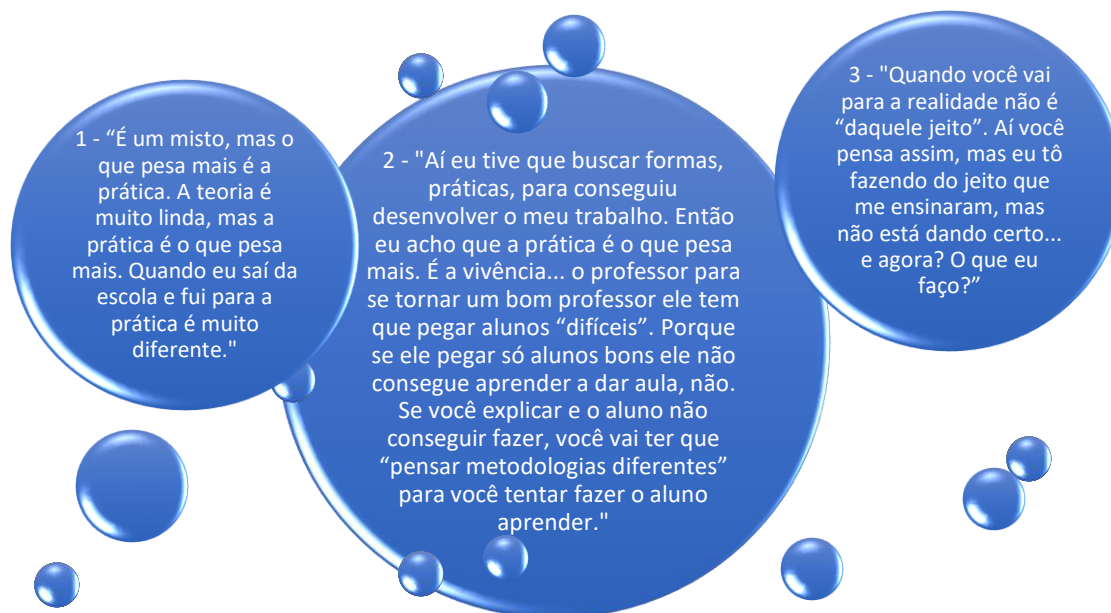 1 - “É um misto, mas o
que pesa mais é a
prática. A teoria é
muito linda, mas a
prática é o que pesa
mais. Quando eu saí da
escola e fui para a
prática é muito
diferente."
2 - "Aí eu tive que buscar formas,
práticas, para conseguiu
desenvolver o meu trabalho. Então
eu acho que a prática é o que pesa
mais. É a vivência... o professor para
se tornar um bom professor ele tem
que pegar alunos “difíceis”. Porque
se ele pegar só alunos bons ele não
consegue aprender a dar aula, não.
Se você explicar e o aluno não
conseguir fazer, você vai ter que
“pensar metodologias diferentes”
para você tentar fazer o aluno
aprender."
3 - "Quando você vai
para a realidade não é
“daquele jeito”. Aí você
pensa assim, mas eu tô
fazendo do jeito que
me ensinaram, mas
não está dando certo...
e agora? O que eu
faço?”